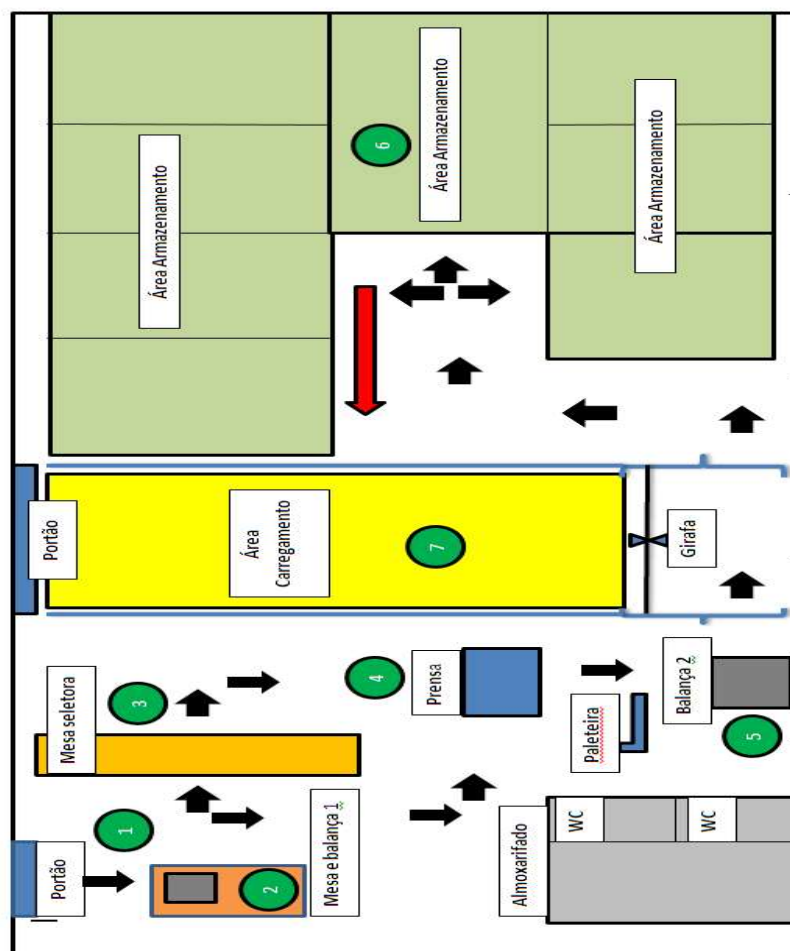 Portão
1
2
Mesa e balança 1
Mesa seletora
3
4
Prensa
Almoxarifado
WC
WC
Paleteira
Balança 2
5
Portão
Área
Carregamento
7
Girafa
Área Armazenamento
6
Área Armazenamento
Área Armazenamento